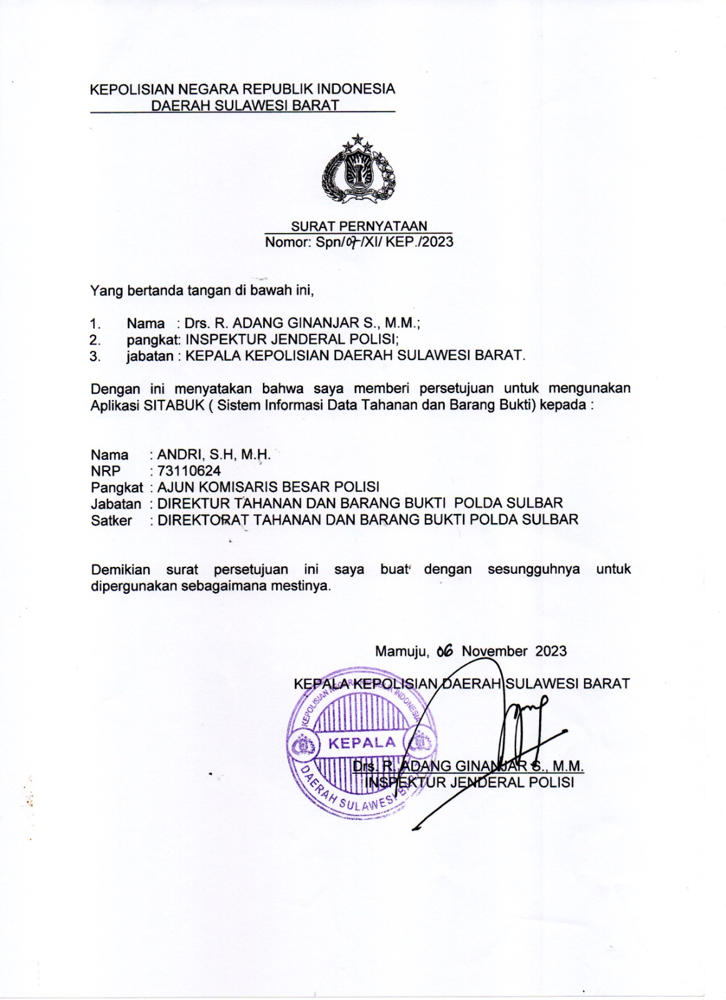 KEPOLISIAN NEGARA REPUBLIK INDONESIA
DAERAH SULAWESI BARAT
SURAT PERNYATAAN
Nomor: Spn/07/XI/ KEP./2023
Yang bertanda tangan di bawah ini,
1. Nama : Drs. R. ADANG GINANJAR S., M.M.;
2. pangkat: INSPEKTUR JENDERAL POLISI;
3. jabatan : KEPALA KEPOLISIAN DAERAH SULAWESI BARAT.
Dengan ini menyatakan bahwa saya memberi persetujuan untuk mengunakan
Aplikasi SITABUK ( Sistem Informasi Data Tahanan dan Barang Bukti) kepada :
Nama : ANDRI, S.H, M.H.
NRP : 73110624
Pangkat : AJUN KOMISARIS BESAR POLISI
Jabatan : DIREKTUR TAHANAN DAN BARANG BUKTI POLDA SULBAR
Satker : DIREKTORAT TAHANAN DAN BARANG BUKTI POLDA SULBAR
Demikian surat persetujuan ini saya buat dengan sesungguhnya untuk
dipergunakan sebagaimana mestinya.
Mamuju, 06 November 2023
KEPALA KEPOLISIAN DAERAH SULAWESI BARAT
KEPOLISIAN NEGARA REPUBLIK INDONESIA
KEPALA
DAERAH SULAWESI BARAT
Drs. R. ADANG GINANJAR S., M.M.
INSPEKTUR JENDERAL POLISI